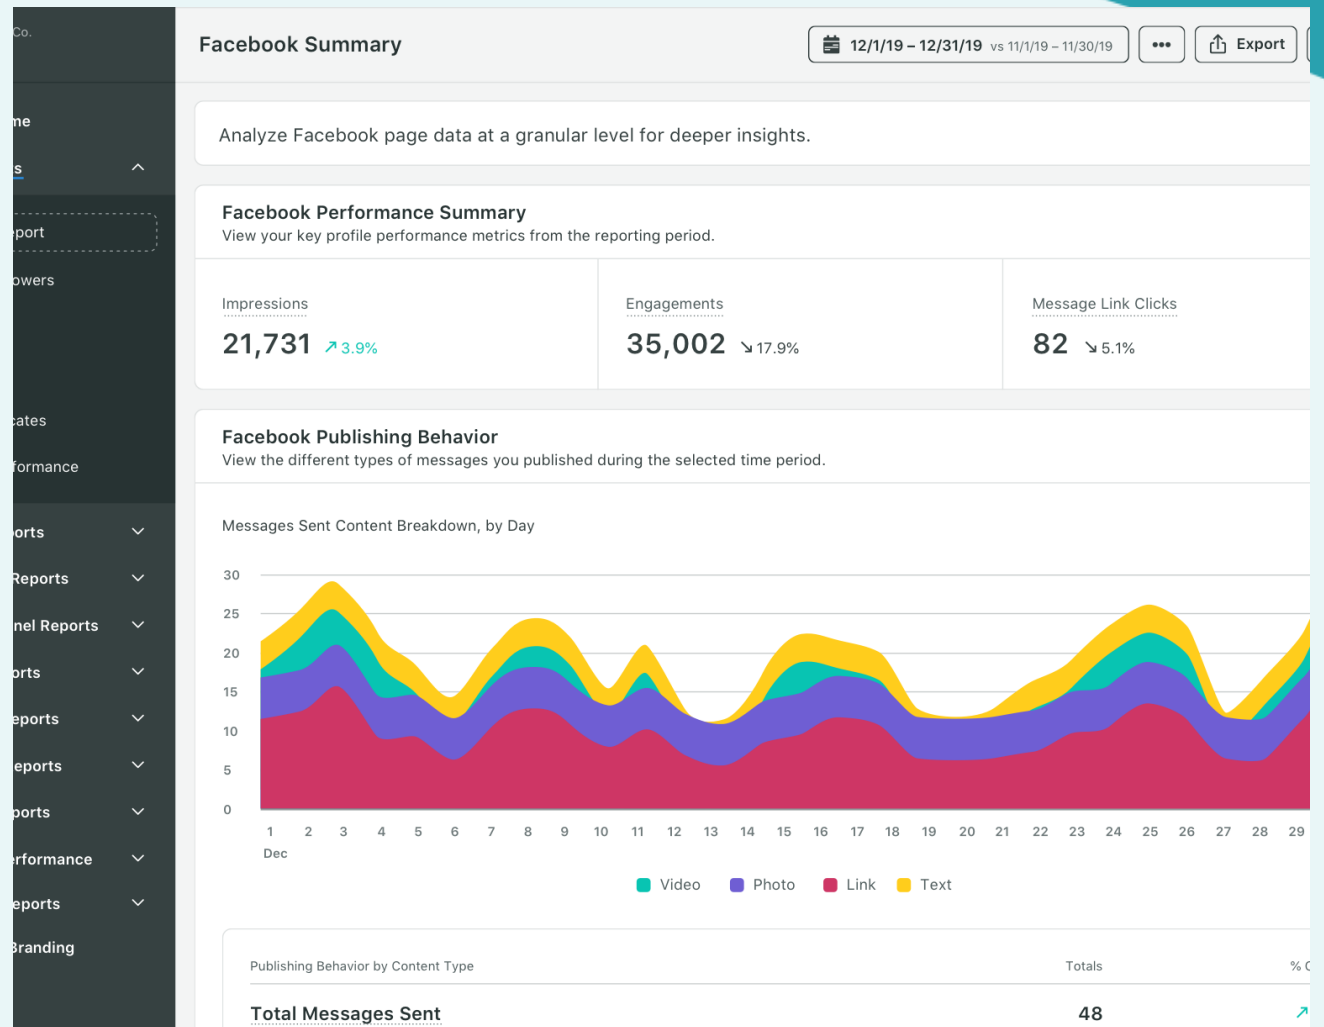 Co.
Facebook Summary
12/1/19 – 12/31/19 vs 11/1/19 – 11/30/19
••• Export
me
s
Analyze Facebook page data at a granular level for deeper insights.
port
owers
cates
formance
orts
Reports
nel Reports
orts
eports
eports
ports
erformance
eports
Branding
Facebook Performance Summary
View your key profile performance metrics from the reporting period.
Impressions
21,731 ↗ 3.9%
Engagements
35,002 ↘ 17.9%
Message Link Clicks
82 ↘ 5.1%
Facebook Publishing Behavior
View the different types of messages you published during the selected time period.
Messages Sent Content Breakdown, by Day
30
25
20
15
10
5
0
1 2 3 4 5 6 7 8 9 10 11 12 13 14 15 16 17 18 19 20 21 22 23 24 25 26 27 28 29
Dec
Video Photo Link Text
Publishing Behavior by Content Type Totals %
Total Messages Sent 48 ↗